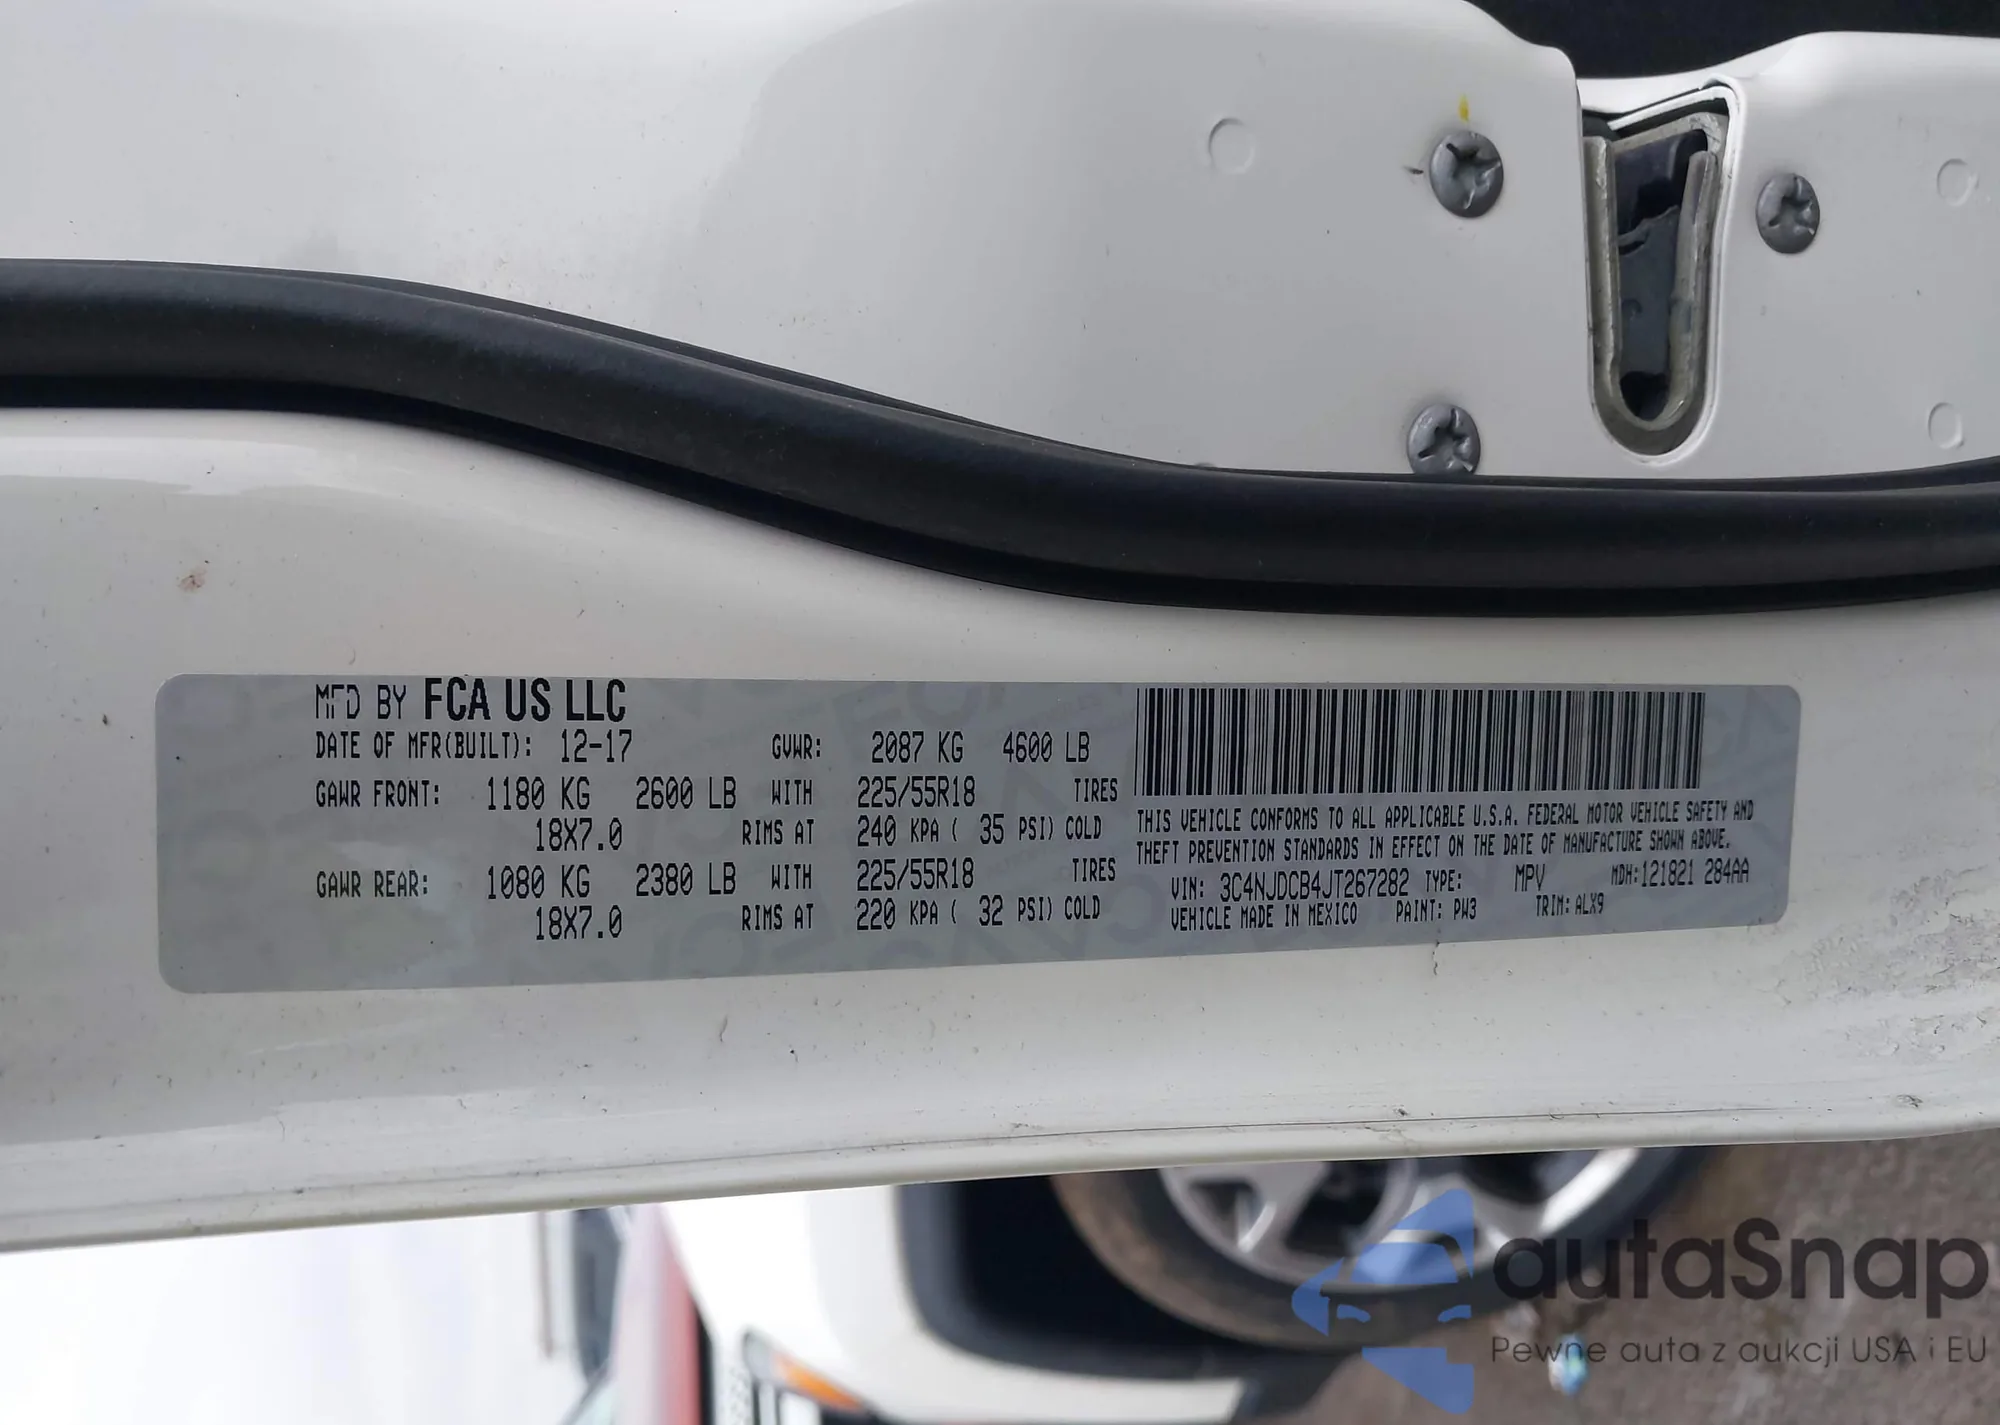 MFD BY FCA US LLC
DATE OF MFR(BUILT): 12-17 GVWR: 2087 KG 4600 LB
GAWR FRONT: 1180 KG 2600 LB WITH 225/55R18 TIRES
18X7.0 RIMS AT 240 KPA ( 35 PSI) COLD
GAWR REAR: 1080 KG 2380 LB WITH 225/55R18 TIRES
18X7.0 RIMS AT 220 KPA ( 32 PSI) COLD
THIS VEHICLE CONFORMS TO ALL APPLICABLE U.S.A. FEDERAL MOTOR VEHICLE SAFETY AND
THEFT PREVENTION STANDARDS IN EFFECT ON THE DATE OF MANUFACTURE SHOWN ABOVE.
VIN: 3C4NJDCB4JT267282 TYPE: MPV MDH:121821 284AA
VEHICLE MADE IN MEXICO PAINT: PW3 TRIM: ALX9
autaSnap
Pewne auta z aukcji USA i EU